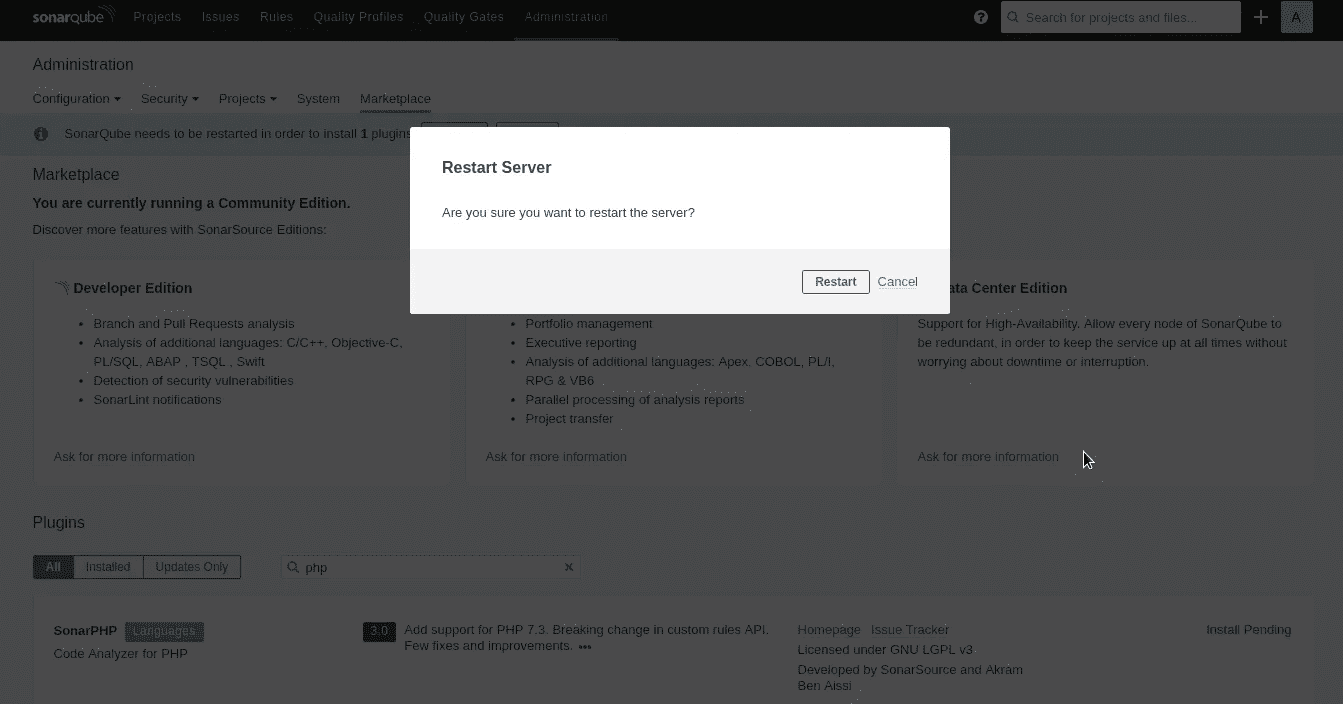 sonarqube Projects Issues Rules Quality Profiles Quality Gates Administration ? Search for projects and files... + A
Administration
Configuration Security Projects System Marketplace
SonarQube needs to be restarted in order to install 1 plugins
Marketplace
You are currently running a Community Edition.
Discover more features with SonarSource Editions:
Restart Server
Are you sure you want to restart the server?
Restart Cancel
Developer Edition
Branch and Pull Requests analysis
Analysis of additional languages: C/C++, Objective-C,
PL/SQL, ABAP , TSQL , Swift
Detection of security vulnerabilities
SonarLint notifications
Ask for more information
Portfolio management
Executive reporting
Analysis of additional languages: Apex, COBOL, PL/I,
RPG & VB6
Parallel processing of analysis reports
Project transfer
Ask for more information
ata Center Edition
Support for High-Availability. Allow every node of SonarQube to
be redundant, in order to keep the service up at all times without
worrying about downtime or interruption.
Ask for more information
Plugins
All Installed Updates Only php
SonarPHP Languages
Code Analyzer for PHP
3.0 Add support for PHP 7.3. Breaking change in custom rules API.
Few fixes and improvements. •••
Homepage Issue Tracker
Licensed under GNU LGPL v3
Developed by SonarSource and Akram
Ben Aissi
Install Pending